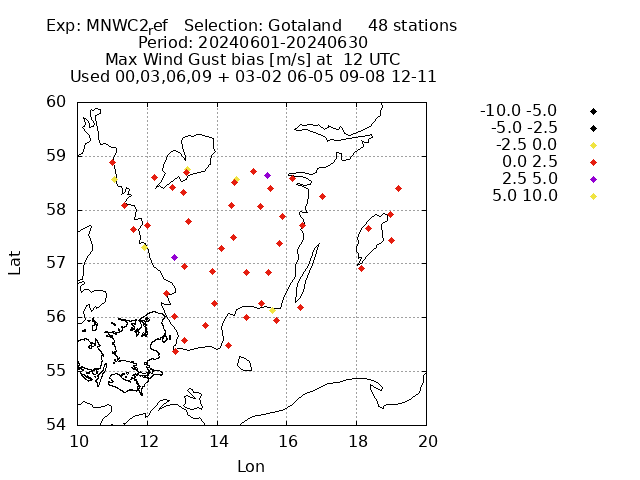 Exp: MNWC2ref   Selection: Gotaland     48 stations
Period: 20240601-20240630
Max Wind Gust bias [m/s] at  12 UTC
Used 00,03,06,09 + 03-02 06-05 09-08 12-11
-10.0 -5.0
-5.0 -2.5
-2.5 0.0
0.0 2.5
2.5 5.0
5.0 10.0
60
59
58
57
56
55
54
Lat
10 12 14 16 18 20
Lon